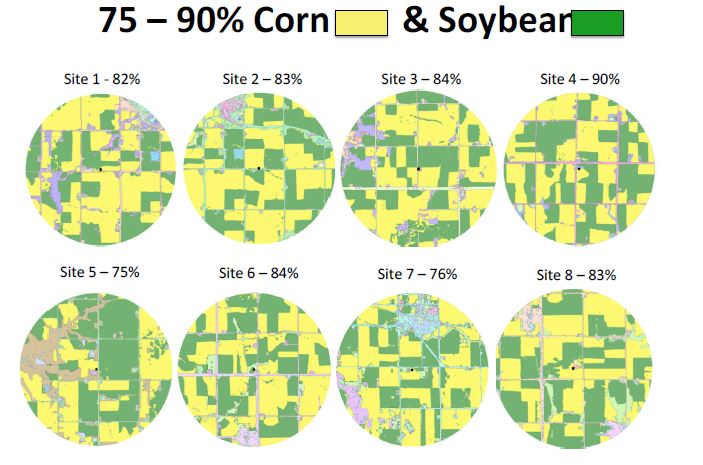 75 – 90% Corn & Soybean
Site 1 - 82%
Site 2 – 83%
Site 3 – 84%
Site 4 – 90%
Site 5 – 75%
Site 6 – 84%
Site 7 – 76%
Site 8 – 83%